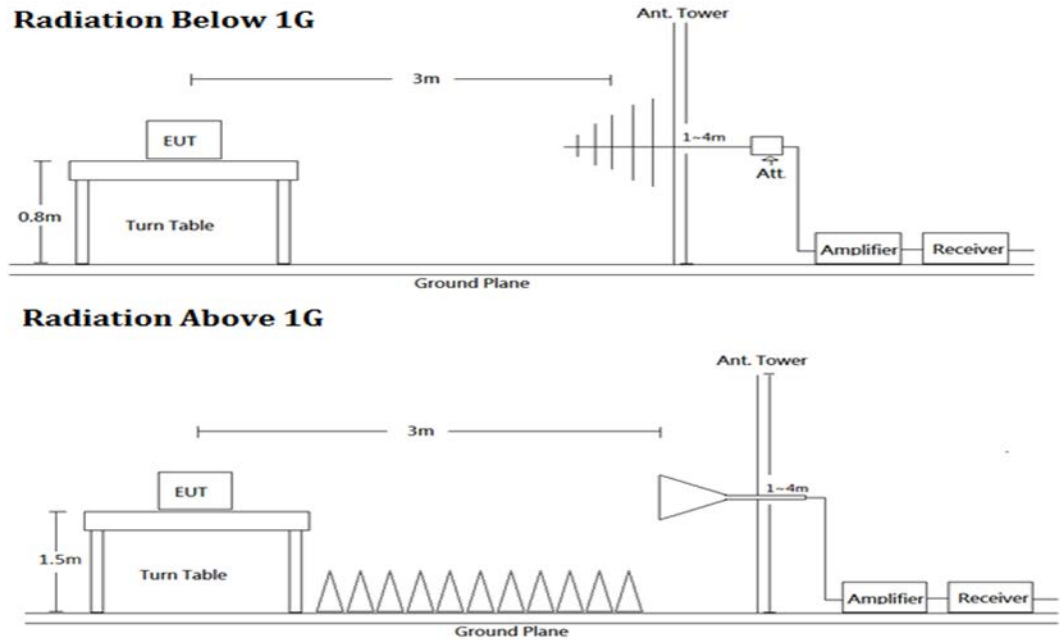 Radiation Below 1G
Ant. Tower
3m
EUT
1~4m
Att.
0.8m
Turn Table
Amplifier
Receiver
Ground Plane
Radiation Above 1G
Ant. Tower
3m
EUT
1~4m
1.5m
Turn Table
Amplifier
Receiver
Ground Plane